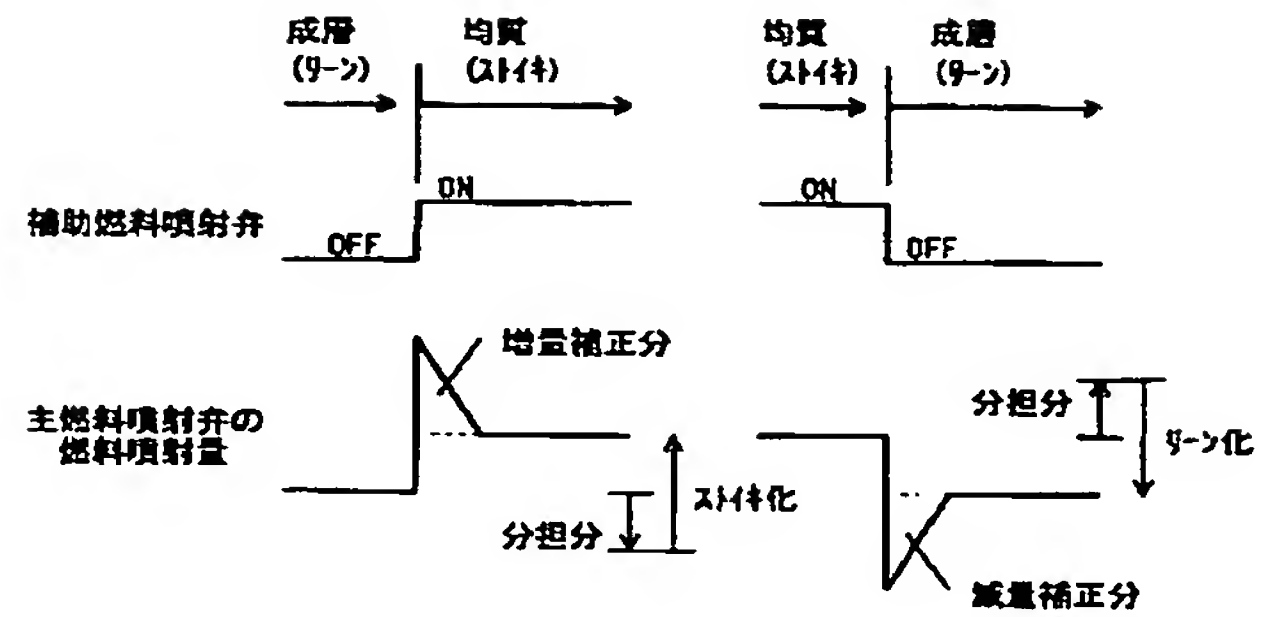 成層
(リーン)
均質
(ストイキ)
均質
(ストイキ)
成層
(リーン)
補助燃料噴射弁
OFF
ON
ON
OFF
主燃料噴射弁の
燃料噴射量
増量補正分
分担分
ストイキ化
分担分
リーン化
減量補正分